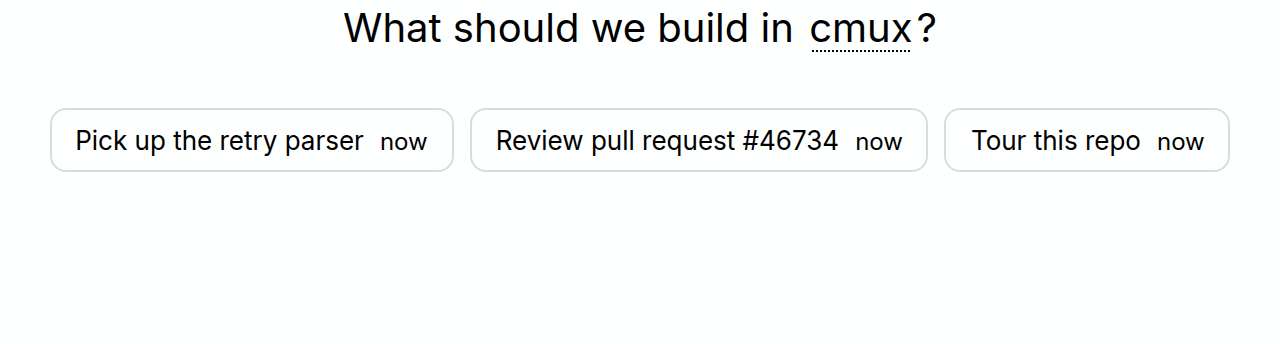 What should we build in cmux?
Pick up the retry parser now Review pull request #46734 now Tour this repo now